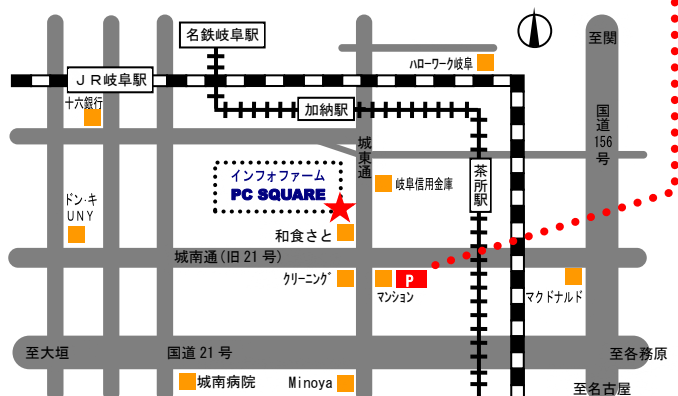 名鉄岐阜駅
至関
ハローワーク岐阜
JR岐阜駅
十六銀行
加納駅
国道
156
号
城東通
茶所駅
インフォファーム
PC SQUARE
岐阜信用金庫
ドン・キ
UNY
和食さと
城南通(旧21号)
クリーニング
P
マンション
マクドナルド
至大垣
国道21号
至各務原
城南病院
Minoya
至名古屋